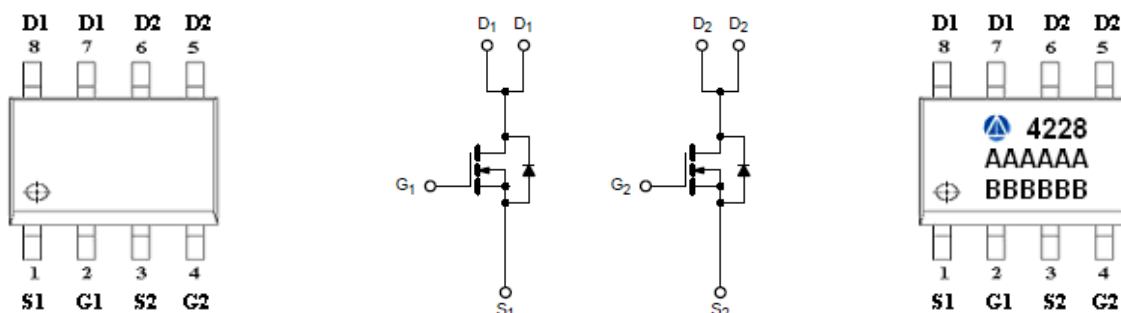 D1 D1 D2 D2
8 7 6 5
1 2 3 4
S1 G1 S2 G2
D1 D1
G1
S1
D2 D2
G2
S2
D1 D1 D2 D2
8 7 6 5
4228
AAAAAA
BBBBBB
1 2 3 4
S1 G1 S2 G2